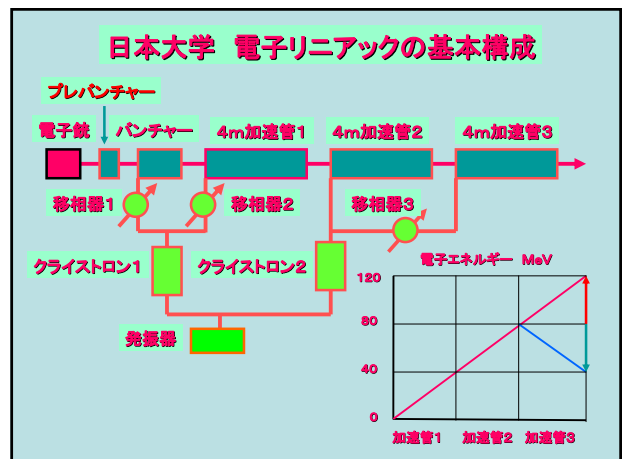 日本大学 電子リニアックの基本構成
プレバンチャー
電子銃 バンチャー 4m加速管1 4m加速管2 4m加速管3
移相器1 移相器2 移相器3
クライストロン1 クライストロン2
発振器
電子エネルギー MeV
120
80
40
0
加速管1 加速管2 加速管3